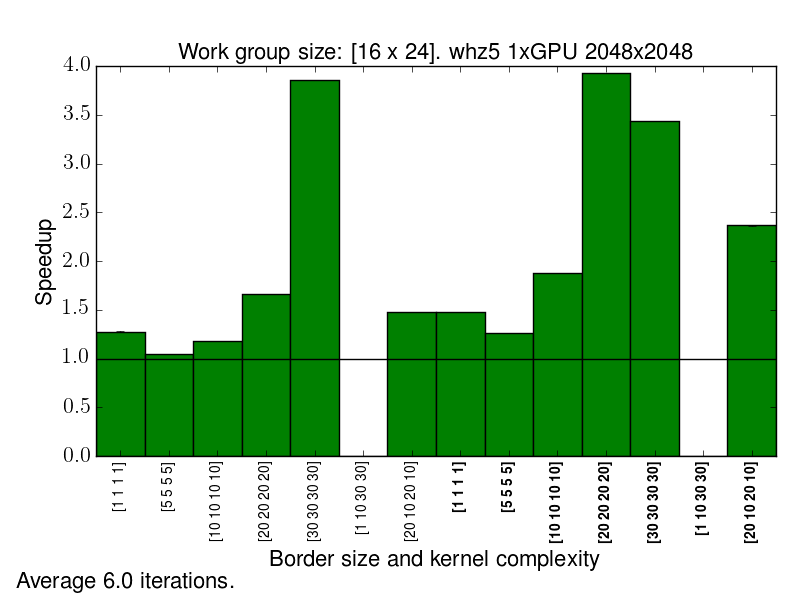 Work group size: [16 x 24]. whz5 1xGPU 2048x2048
4.0
3.5
3.0
2.5
2.0
1.5
1.0
0.5
0.0
Speedup
[1 1 1 1]
[5 5 5 5]
[10 10 10 10]
[20 20 20 20]
[30 30 30 30]
[1 10 30 30]
[20 10 20 10]
[1 1 1 1]
[5 5 5 5]
[10 10 10 10]
[20 20 20 20]
[30 30 30 30]
[1 10 30 30]
[20 10 20 10]
Border size and kernel complexity
Average 6.0 iterations.